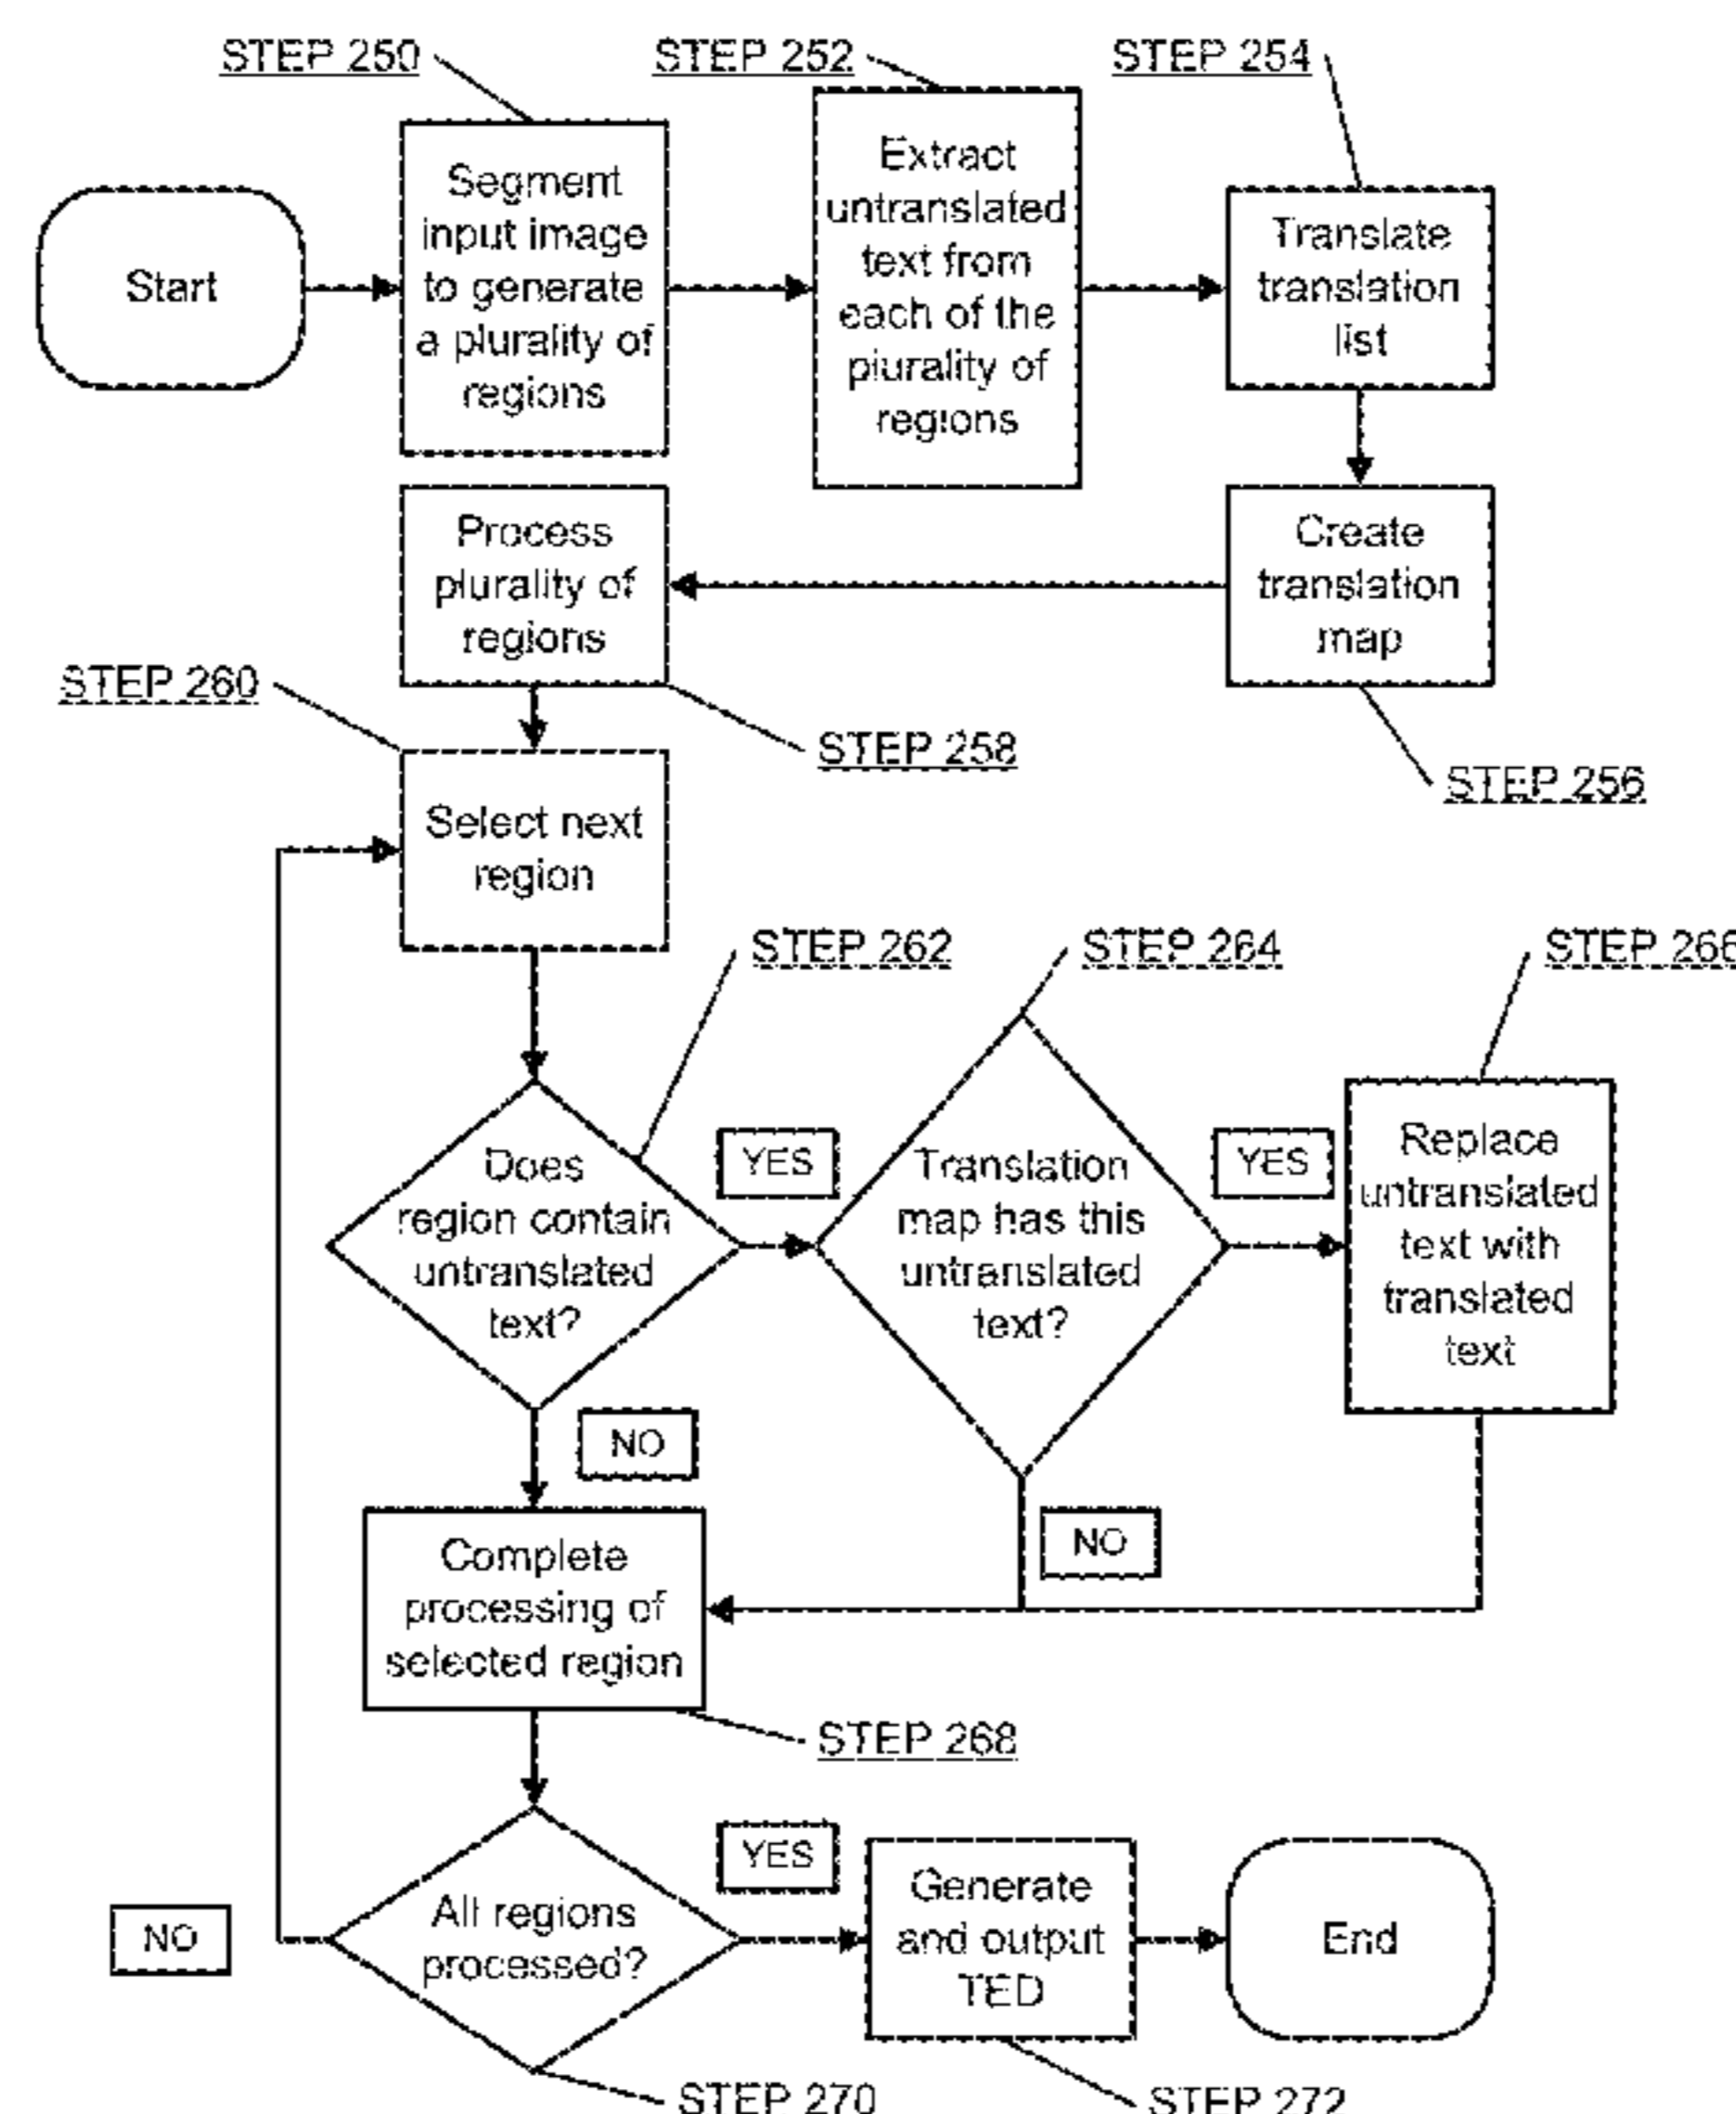 STEP 250
STEP 252
STEP 254
Start
Segment
input image
to generate
a plurality of
regions
Extract
untranslated
text from
each of the
plurality of
regions
Translate
translation
list
Process
plurality of
regions
Create
translation
map
STEP 260
STEP 258
STEP 256
Select next
region
STEP 262
STEP 264
STEP 266
Does
region contain
untranslated
text?
YES
Translation
map has this
untranslated
text?
YES
Replace
untranslated
text with
translated
text
NO
NO
Complete
processing of
selected region
STEP 268
All regions
processed?
YES
NO
Generate
and output
TED
End
STEP 270
STEP 272